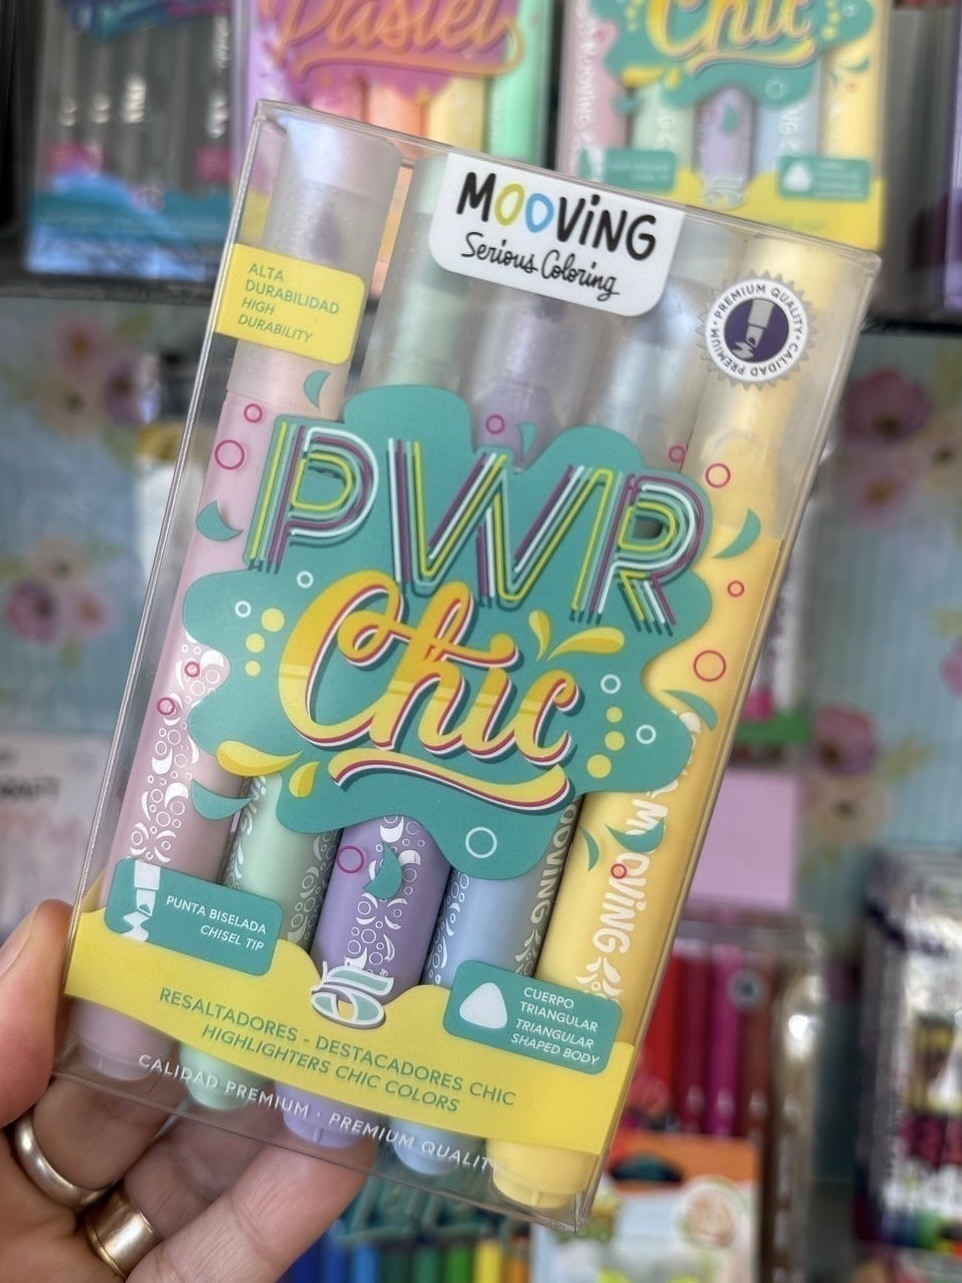 Pastel
Chic
MOOVING
Serious Coloring
ALTA
DURABILIDAD
HIGH
DURABILITY
PREMIUM QUALITY · CALIDAD PREMIUM ·
PWR
Chic
MOOVING
MOOVING
PUNTA BISELADA
CHISEL TIP
CUERPO
TRIANGULAR
TRIANGULAR
SHAPED BODY
RESALTADORES - DESTACADORES CHIC
HIGHLIGHTERS CHIC COLORS
CALIDAD PREMIUM · PREMIUM QUALITY